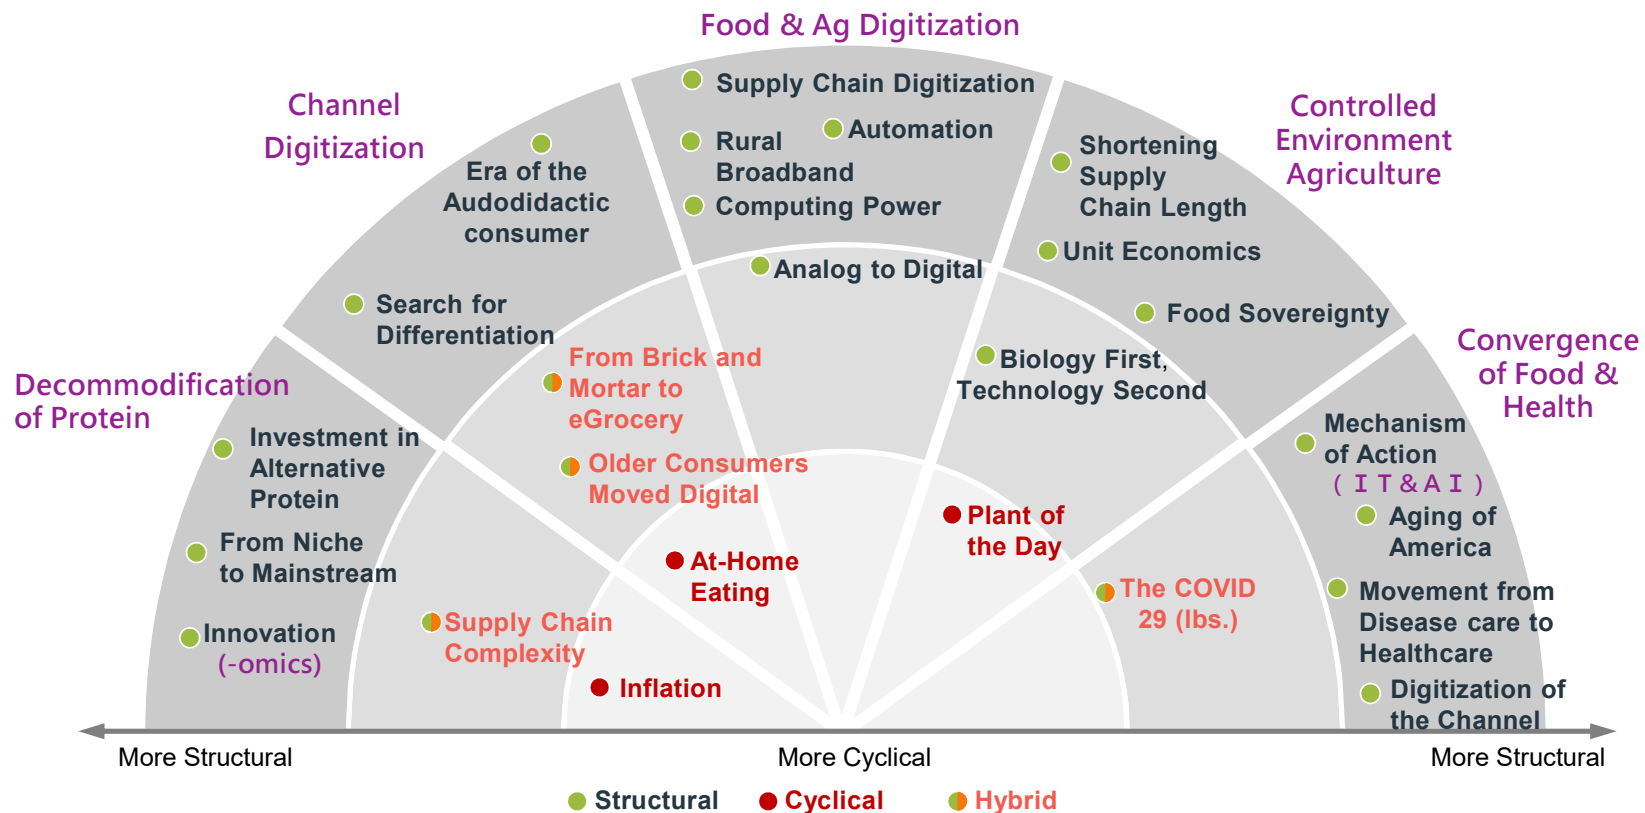 Food & Ag Digitization
Channel
Digitization
Controlled
Environment
Agriculture
Convergence
of Food &
Health
Decommodification
of Protein
Supply Chain Digitization
Automation
Rural
Broadband
Computing Power
Analog to Digital
Era of the
Audodidactic
consumer
Search for
Differentiation
From Brick and
Mortar to
eGrocery
Older Consumers
Moved Digital
At-Home
Eating
Shortening
Supply
Chain Length
Unit Economics
Food Sovereignty
Biology First,
Technology Second
Plant of
the Day
Investment in
Alternative
Protein
From Niche
to Mainstream
Innovation
(-omics)
Supply Chain
Complexity
Inflation
Mechanism
of Action
(IT&AI)
Aging of
America
Movement from
Disease care to
Healthcare
Digitization of
the Channel
The COVID
29 (lbs.)
More Structural
More Cyclical
More Structural
Structural
Cyclical
Hybrid